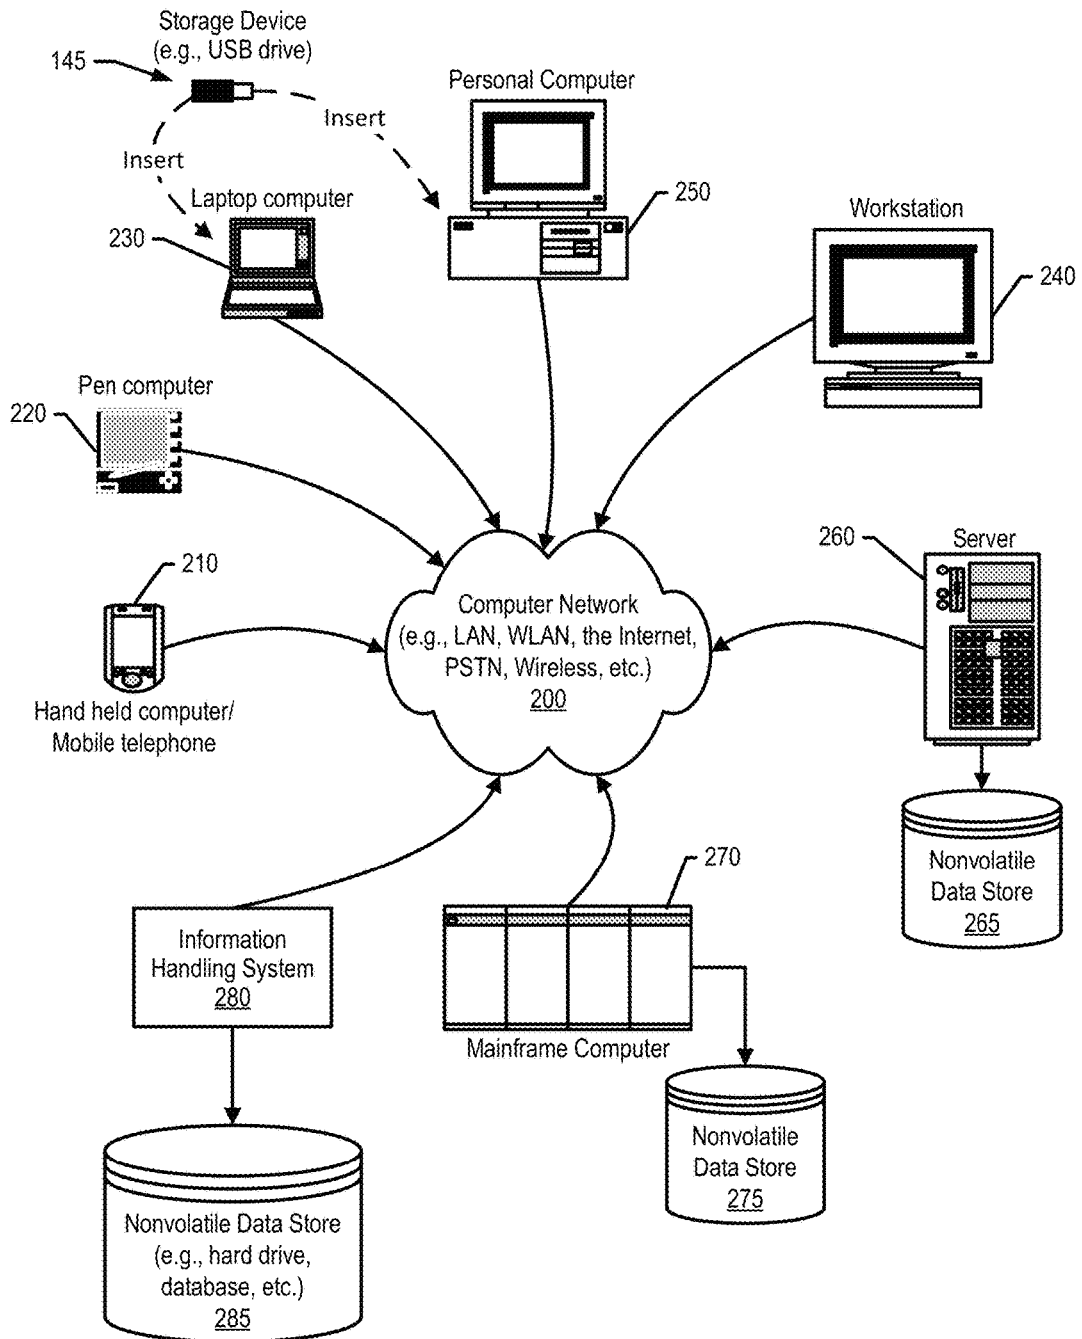 Storage Device
(e.g., USB drive)
145
Insert
Insert
Personal Computer
250
Laptop computer
230
Workstation
240
Pen computer
220
210
Hand held computer/
Mobile telephone
Computer Network
(e.g., LAN, WLAN, the Internet,
PSTN, Wireless, etc.)
200
260
Server
Nonvolatile
Data Store
265
270
Mainframe Computer
Nonvolatile
Data Store
275
Information
Handling System
280
Nonvolatile Data Store
(e.g., hard drive,
database, etc.)
285